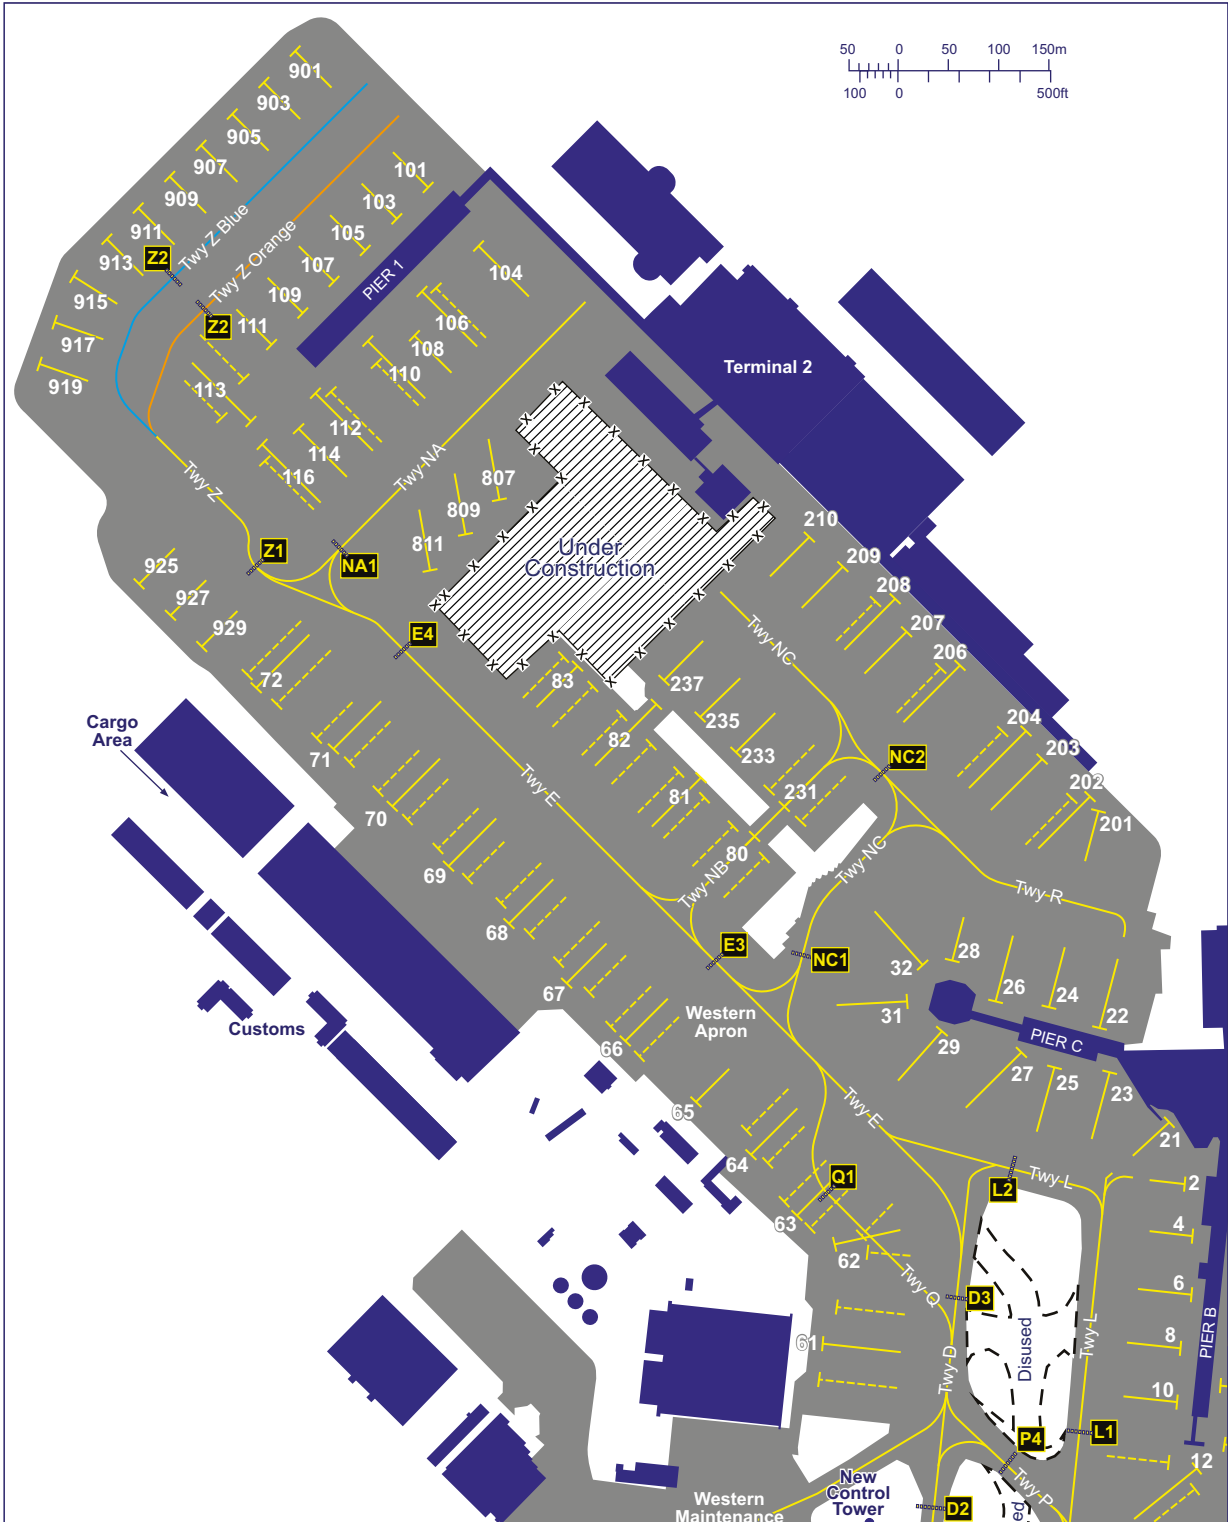 50 0 50 100 150m
100 0 500ft
901
903
905
907
909
911
913
915
917
919
Z2
Twy Z Blue
Twy Z Orange
Z2
101
103
105
107
109
111
113
PIER 1
104
106
108
110
112
114
116
Terminal 2
Twy Z
Twy NA
807
809
811
Under
Construction
Z1
NA1
E4
925
927
929
72
71
70
69
68
67
66
65
64
63
62
61
83
82
81
80
237
235
233
231
210
209
208
207
206
204
203
202
201
Twy NC
NC2
Twy E
Twy NB
Twy NC
Twy R
E3
NC1
Cargo
Area
Customs
Western
Apron
32
28
26
24
22
31
29
27
25
23
21
PIER C
Twy E
Q1
L2
Twy L
2
4
6
8
10
12
PIER B
Twy Q
D3
Disused
Twy L
Twy D
P4
L1
Twy P
New
Control
Tower
D2
ed
Western
Maintenance